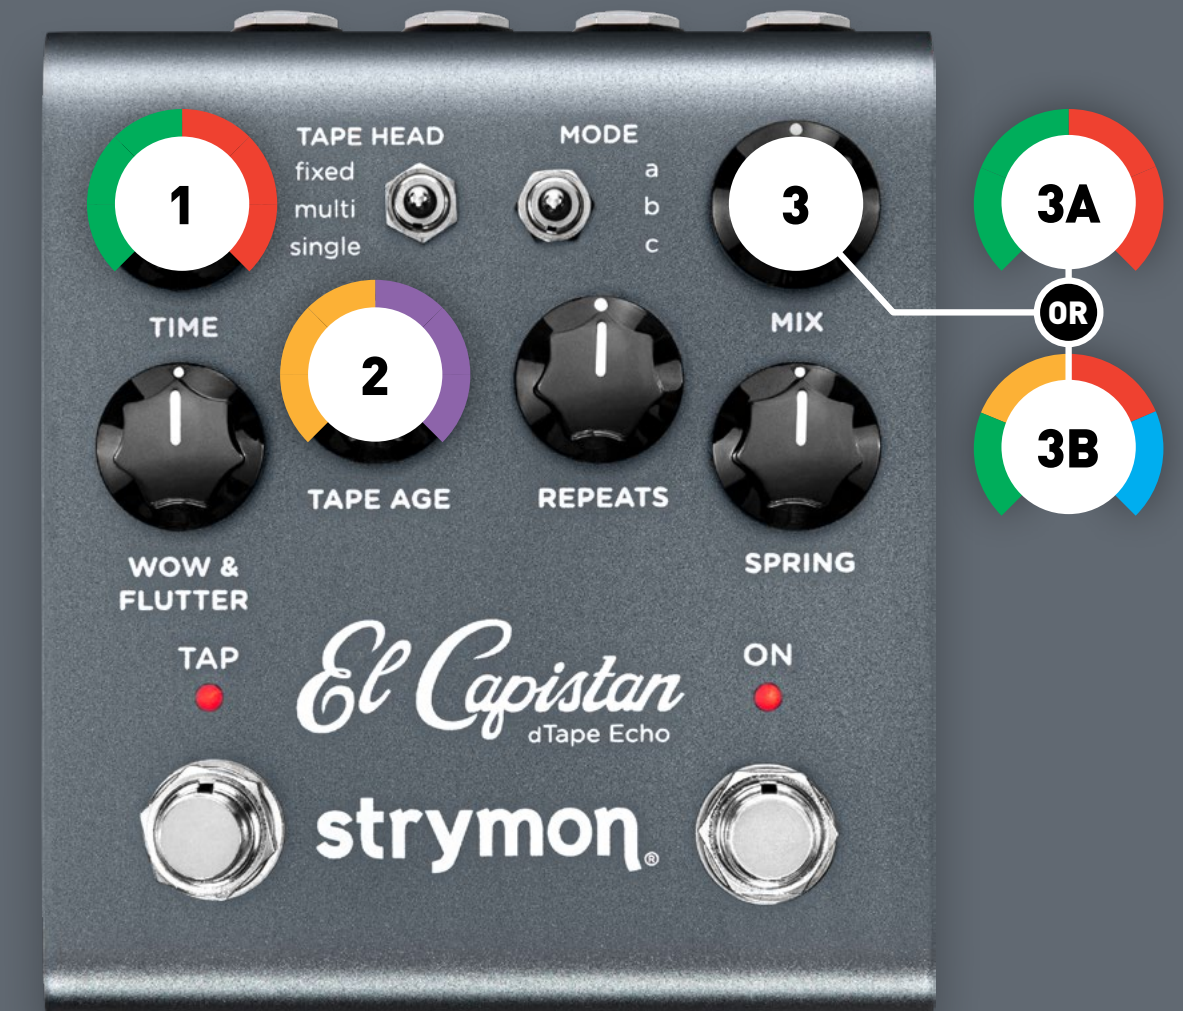 TAPE HEAD
fixed
multi
single
MODE
a
b
c
1
3
3A
TIME
MIX
OR
2
3B
TAPE AGE
REPEATS
WOW &
FLUTTER
SPRING
TAP
ON
El Capistan
dTape Echo
strymon®